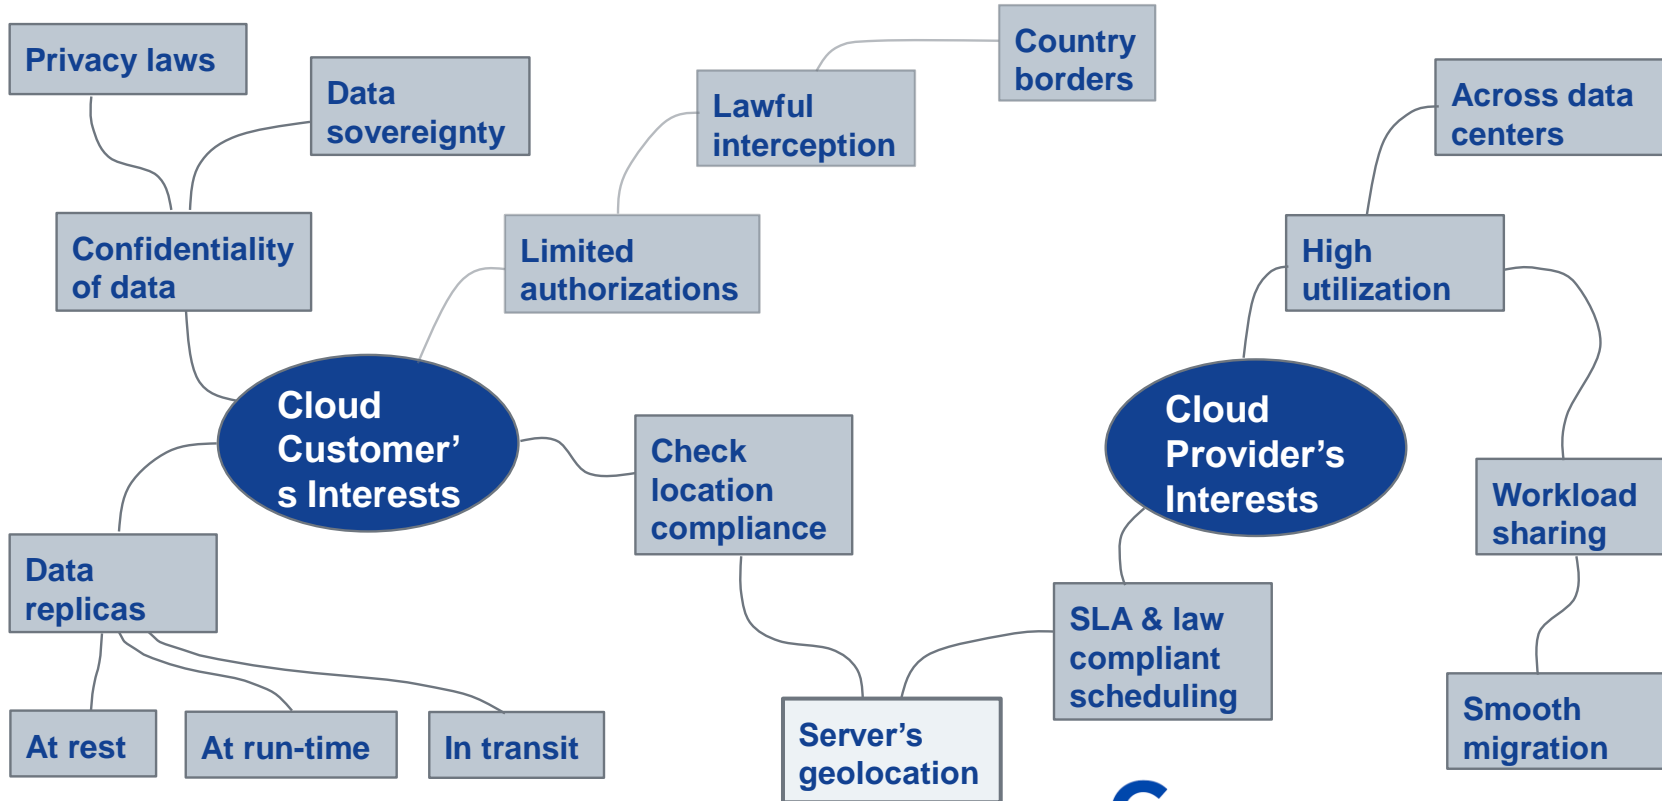 Privacy laws
Data
sovereignty
Lawful
interception
Country
borders
Across data
centers
Confidentiality
of data
Limited
authorizations
High
utilization
Cloud
Customer’
s Interests
Check
location
compliance
Cloud
Provider’s
Interests
Workload
sharing
Data
replicas
SLA & law
compliant
scheduling
At rest
At run-time
In transit
Server’s
geolocation
Smooth
migration